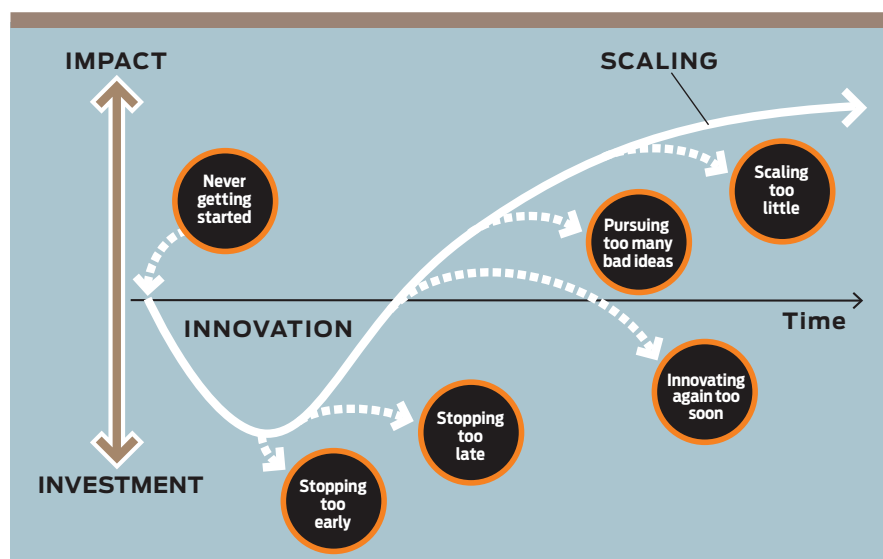 IMPACT
SCALING
Never
getting
started
Scaling
too
little
Pursuing
too many
bad ideas
INNOVATION
Time
Innovating
again too
soon
Stopping
too
late
INVESTMENT
Stopping
too
early